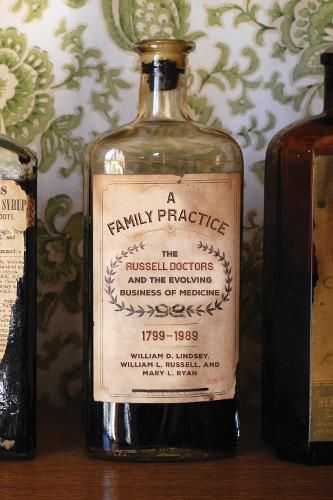 A
FAMILY PRACTICE
THE
RUSSELL DOCTORS
AND THE EVOLVING
BUSINESS OF MEDICINE
1799–1989
WILLIAM D. LINDSEY,
WILLIAM L. RUSSELL, AND
MARY L. RYAN
SYRUP